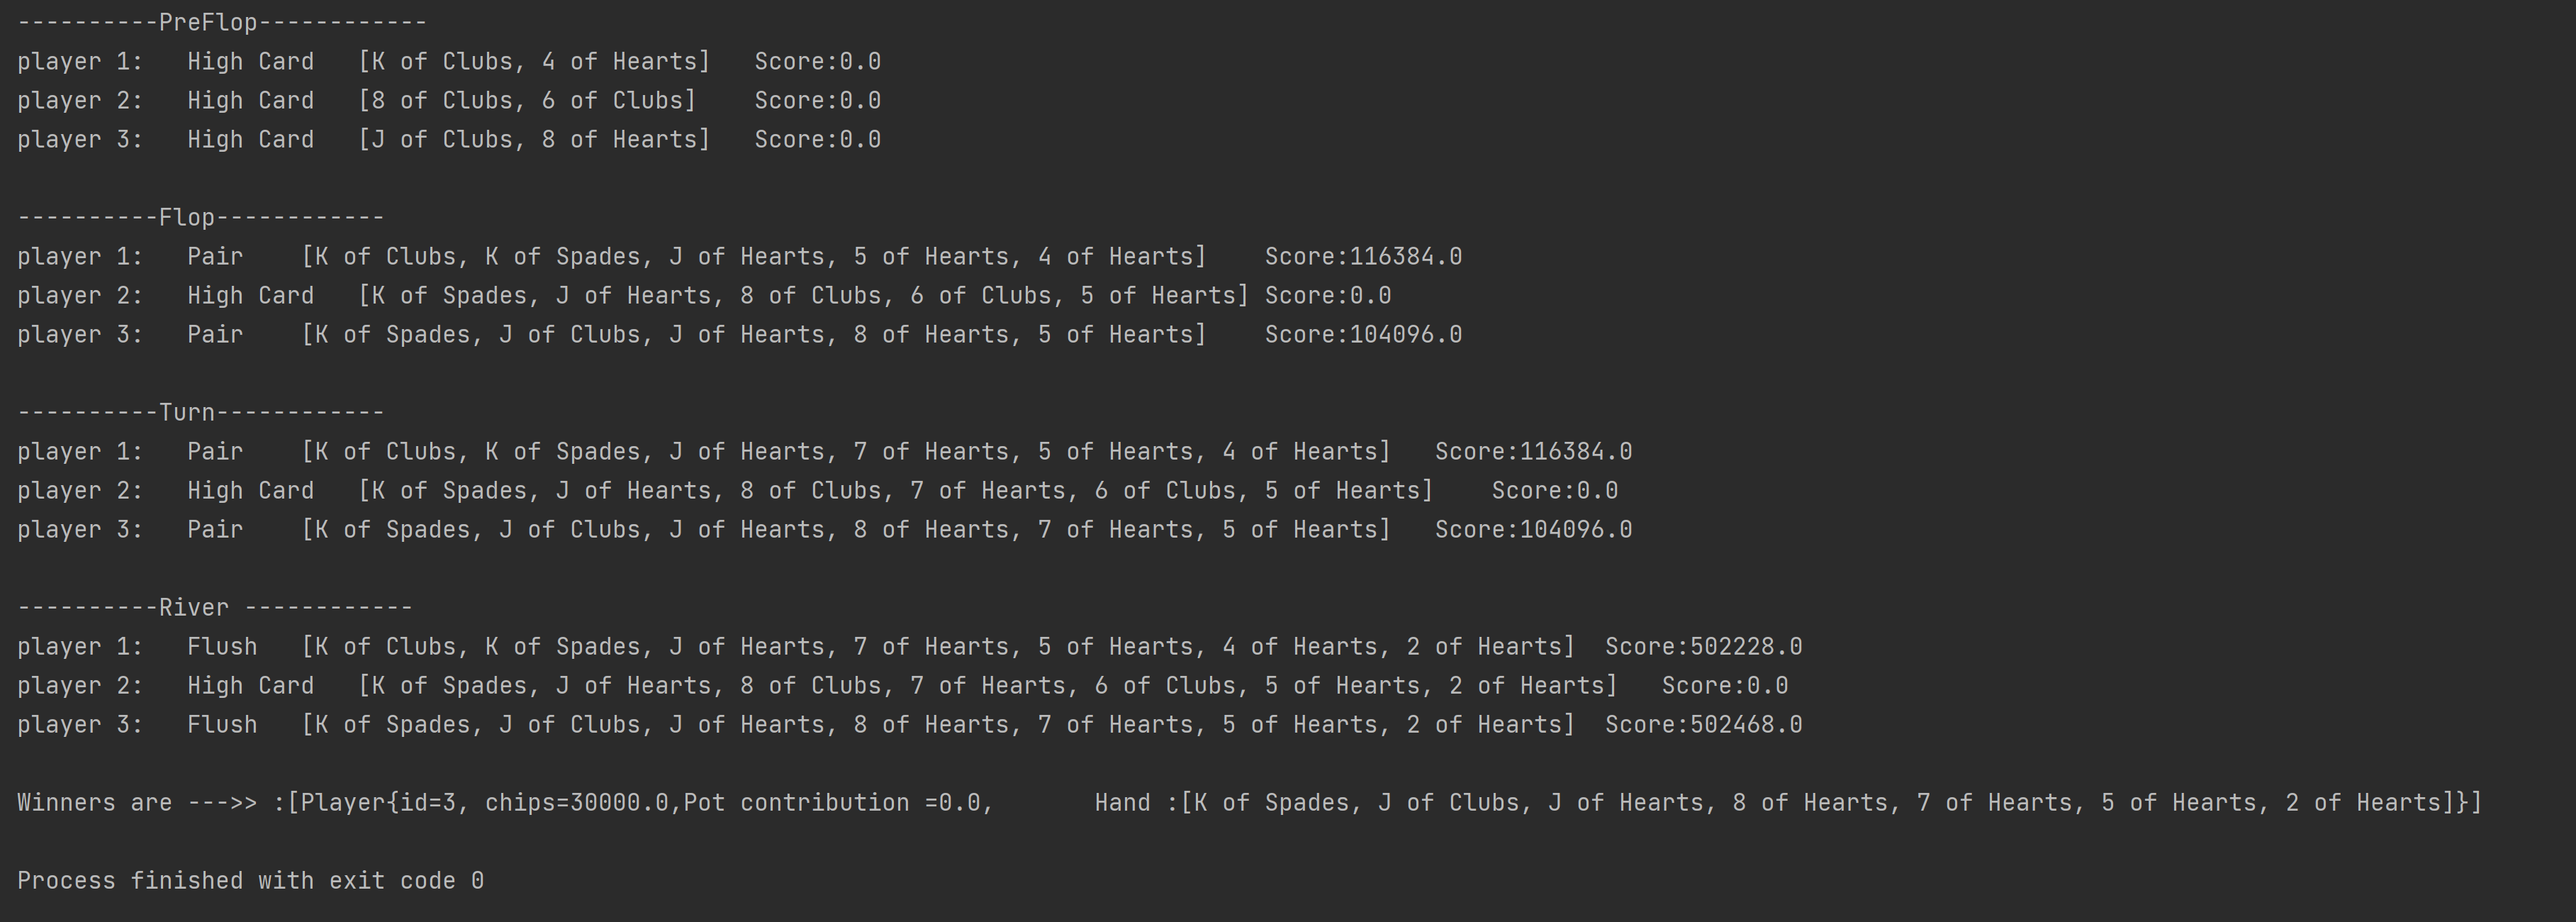 ----------PreFlop------------
player 1:   High Card   [K of Clubs, 4 of Hearts]   Score:0.0
player 2:   High Card   [8 of Clubs, 6 of Clubs]    Score:0.0
player 3:   High Card   [J of Clubs, 8 of Hearts]   Score:0.0

----------Flop------------
player 1:   Pair    [K of Clubs, K of Spades, J of Hearts, 5 of Hearts, 4 of Hearts]    Score:116384.0
player 2:   High Card   [K of Spades, J of Hearts, 8 of Clubs, 6 of Clubs, 5 of Hearts] Score:0.0
player 3:   Pair    [K of Spades, J of Clubs, J of Hearts, 8 of Hearts, 5 of Hearts]    Score:104096.0

----------Turn------------
player 1:   Pair    [K of Clubs, K of Spades, J of Hearts, 7 of Hearts, 5 of Hearts, 4 of Hearts]   Score:116384.0
player 2:   High Card   [K of Spades, J of Hearts, 8 of Clubs, 7 of Hearts, 6 of Clubs, 5 of Hearts]    Score:0.0
player 3:   Pair    [K of Spades, J of Clubs, J of Hearts, 8 of Hearts, 7 of Hearts, 5 of Hearts]   Score:104096.0

----------River ------------
player 1:   Flush   [K of Clubs, K of Spades, J of Hearts, 7 of Hearts, 5 of Hearts, 4 of Hearts, 2 of Hearts]  Score:502228.0
player 2:   High Card   [K of Spades, J of Hearts, 8 of Clubs, 7 of Hearts, 6 of Clubs, 5 of Hearts, 2 of Hearts]   Score:0.0
player 3:   Flush   [K of Spades, J of Clubs, J of Hearts, 8 of Hearts, 7 of Hearts, 5 of Hearts, 2 of Hearts]  Score:502468.0

Winners are --->> :[Player{id=3, chips=30000.0,Pot contribution =0.0,       Hand :[K of Spades, J of Clubs, J of Hearts, 8 of Hearts, 7 of Hearts, 5 of Hearts, 2 of Hearts]}]

Process finished with exit code 0